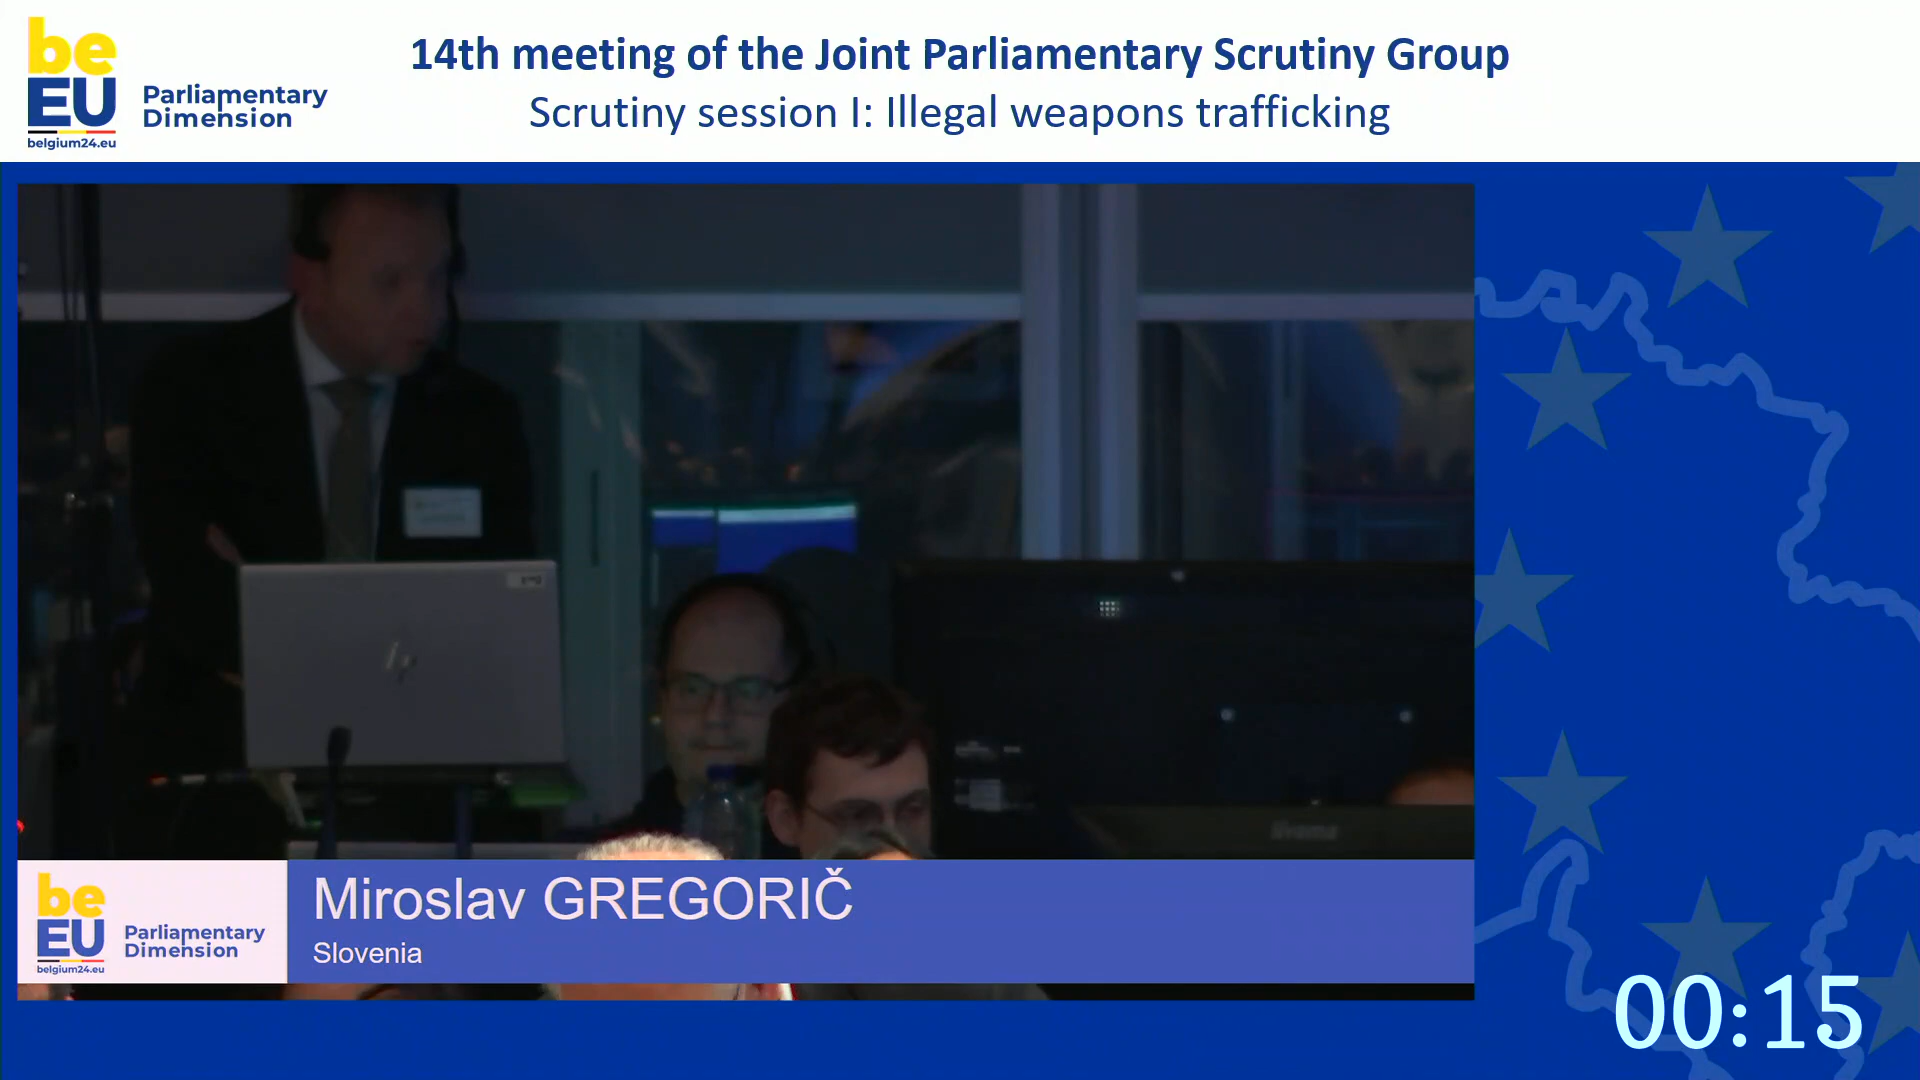 be
EU
Parliamentary
Dimension
belgium24.eu
14th meeting of the Joint Parliamentary Scrutiny Group
Scrutiny session I: Illegal weapons trafficking
hp
be
EU
Parliamentary
Dimension
belgium24.eu
Miroslav GREGORIČ
Slovenia
00:15